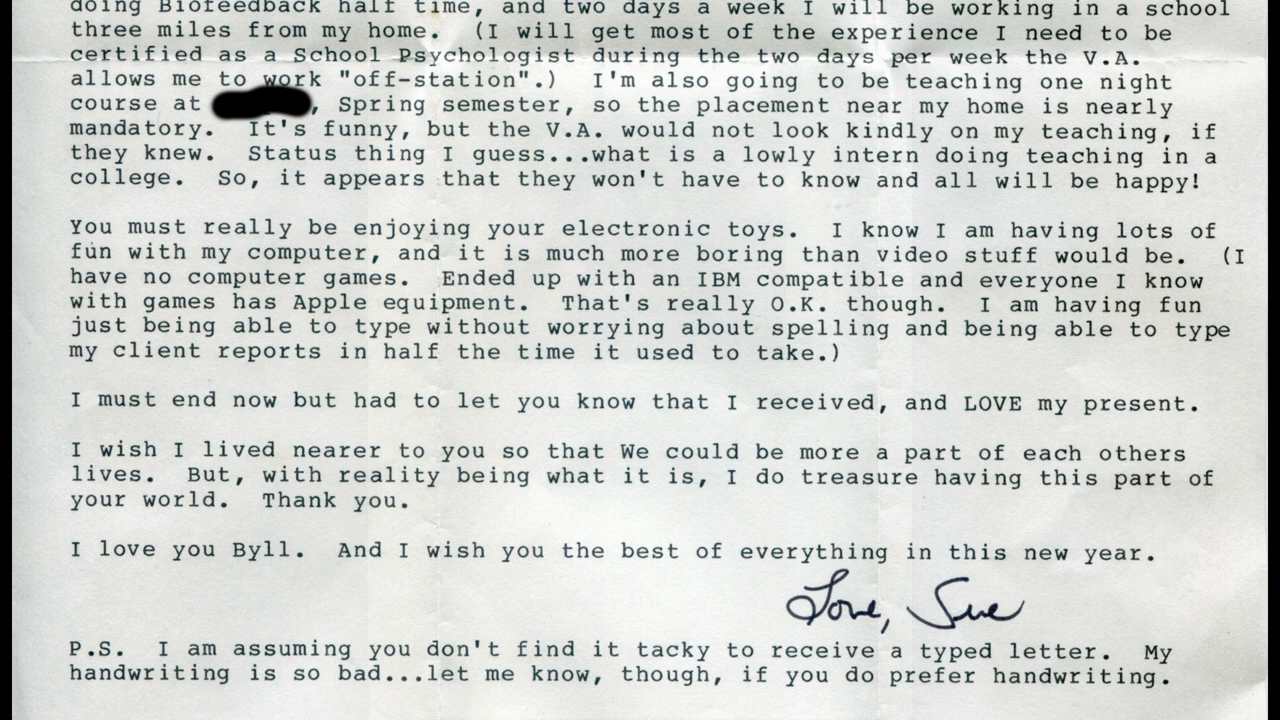 doing Biofeedback half time, and two days a week I will be working in a school
three miles from my home.  (I will get most of the experience I need to be
certified as a School Psychologist during the two days per week the V.A.
allows me to work "off-station".)  I'm also going to be teaching one night
course at , Spring semester, so the placement near my home is nearly
mandatory.  It's funny, but the V.A. would not look kindly on my teaching, if
they knew.  Status thing I guess...what is a lowly intern doing teaching in a
college.  So, it appears that they won't have to know and all will be happy!
You must really be enjoying your electronic toys.  I know I am having lots of
fun with my computer, and it is much more boring than video stuff would be.  (I
have no computer games.  Ended up with an IBM compatible and everyone I know
with games has Apple equipment.  That's really O.K. though.  I am having fun
just being able to type without worrying about spelling and being able to type
my client reports in half the time it used to take.)
I must end now but had to let you know that I received, and LOVE my present.
I wish I lived nearer to you so that We could be more a part of each others
lives.  But, with reality being what it is, I do treasure having this part of
your world.  Thank you.
I love you Byll.  And I wish you the best of everything in this new year.
Love, Sue
P.S.  I am assuming you don't find it tacky to receive a typed letter.  My
handwriting is so bad...let me know, though, if you do prefer handwriting.